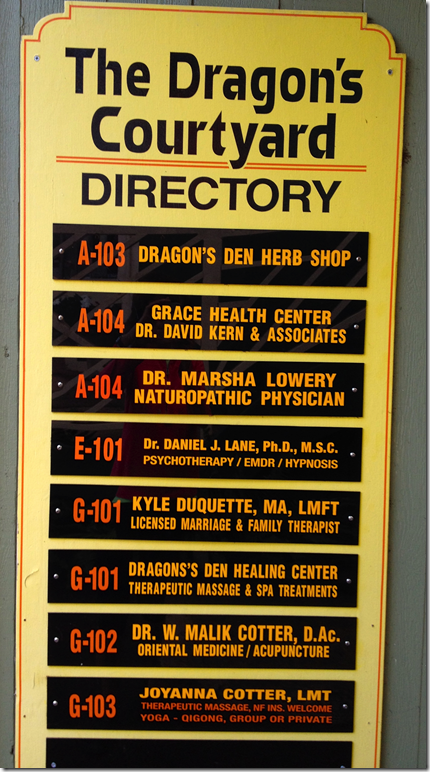 The Dragon's
Courtyard
DIRECTORY
A-103 DRAGON'S DEN HERB SHOP
A-104 GRACE HEALTH CENTER
DR. DAVID KERN & ASSOCIATES
A-104 DR. MARSHA LOWERY
NATUROPATHIC PHYSICIAN
E-101 Dr. DANIEL J. LANE, Ph.D., M.S.C.
PSYCHOTHERAPY / EMDR / HYPNOSIS
G-101 KYLE DUQUETTE, MA, LMFT
LICENSED MARRIAGE & FAMILY THERAPIST
G-101 DRAGONS'S DEN HEALING CENTER
THERAPEUTIC MASSAGE & SPA TREATMENTS
G-102 DR. W. MALIK COTTER, D.Ac.
ORIENTAL MEDICINE / ACUPUNCTURE
G-103 JOYANNA COTTER, LMT
THERAPEUTIC MASSAGE, NF INS. WELCOME
YOGA - QIGONG, GROUP OR PRIVATE